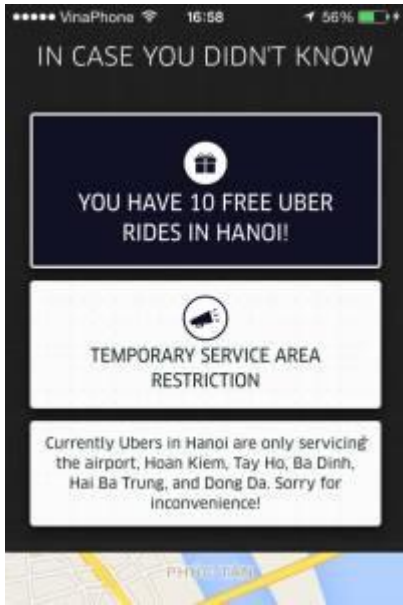 VinaPhone 16:58 56%
IN CASE YOU DIDN'T KNOW
YOU HAVE 10 FREE UBER
RIDES IN HANOI!
TEMPORARY SERVICE AREA
RESTRICTION
Currently Ubers in Hanoi are only servicing
the airport, Hoan Kiem, Tay Ho, Ba Dinh,
Hai Ba Trung, and Dong Da. Sorry for
inconvenience!